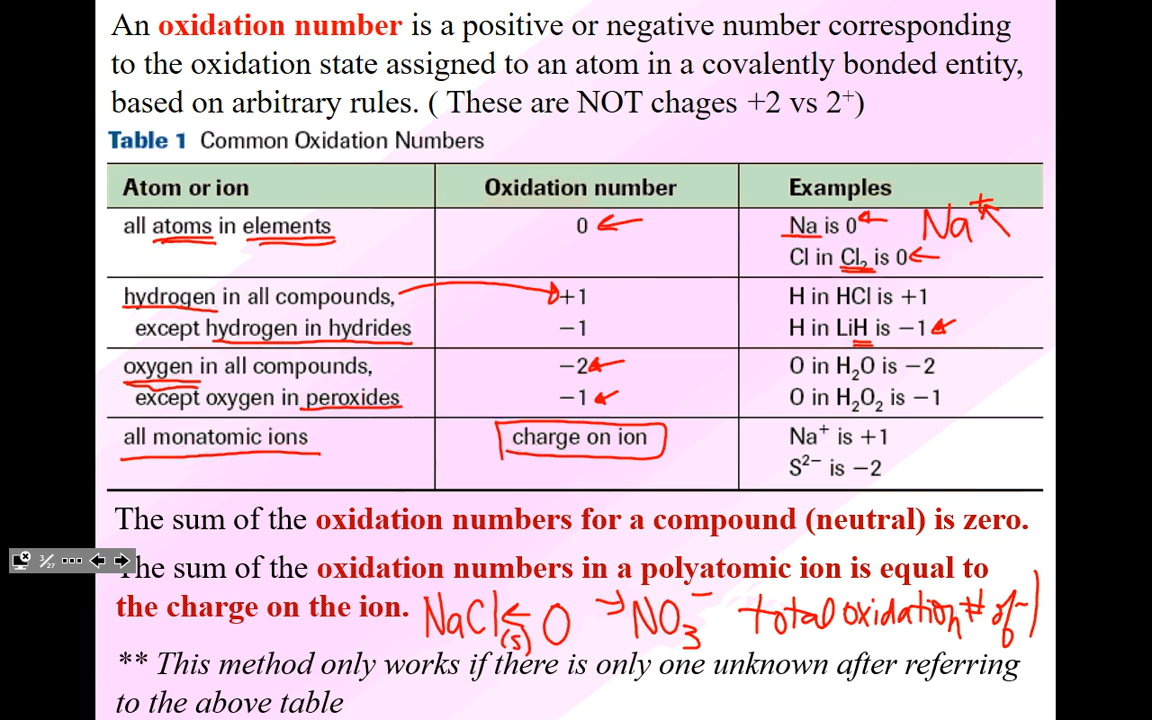 An oxidation number is a positive or negative number corresponding
to the oxidation state assigned to an atom in a covalently bonded entity,
based on arbitrary rules. ( These are NOT chages +2 vs 2⁺)
Table 1 Common Oxidation Numbers
Atom or ion Oxidation number Examples
all atoms in elements 0 Na is 0 Na⁺
Cl in Cl₂ is 0
hydrogen in all compounds, +1 H in HCl is +1
except hydrogen in hydrides −1 H in LiH is −1
oxygen in all compounds, −2 O in H₂O is −2
except oxygen in peroxides −1 O in H₂O₂ is −1
all monatomic ions charge on ion Na⁺ is +1
S²⁻ is −2
The sum of the oxidation numbers for a compound (neutral) is zero.
3/27
The sum of the oxidation numbers in a polyatomic ion is equal to
the charge on the ion. NaCl(s) 0 NO₃⁻ total oxidation # of -1
** This method only works if there is only one unknown after referring
to the above table